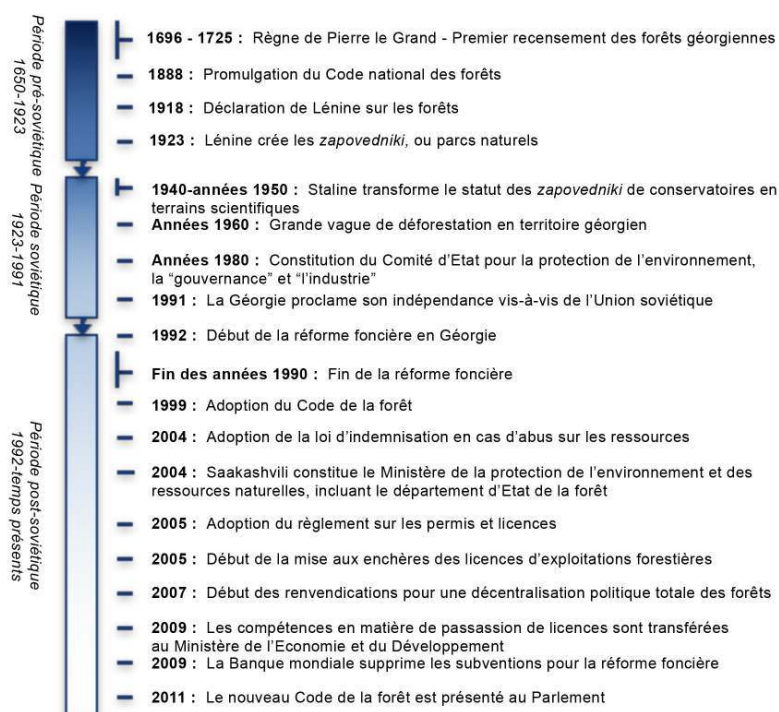 Période pré-soviétique
1650-1923
1696 - 1725 : Règne de Pierre le Grand - Premier recensement des forêts géorgiennes
1888 : Promulgation du Code national des forêts
1918 : Déclaration de Lénine sur les forêts
1923 : Lénine crée les zapovedniki, ou parcs naturels
Période soviétique
1923-1991
1940-années 1950 : Staline transforme le statut des zapovedniki de conservatoires en
terrains scientifiques
Années 1960 : Grande vague de déforestation en territoire géorgien
Années 1980 : Constitution du Comité d'Etat pour la protection de l'environnement,
la "gouvernance" et "l'industrie"
1991 : La Géorgie proclame son indépendance vis-à-vis de l'Union soviétique
Période post-soviétique
1992-temps présents
1992 : Début de la réforme foncière en Géorgie
Fin des années 1990 : Fin de la réforme foncière
1999 : Adoption du Code de la forêt
2004 : Adoption de la loi d'indemnisation en cas d'abus sur les ressources
2004 : Saakashvili constitue le Ministère de la protection de l'environnement et des
ressources naturelles, incluant le département d'Etat de la forêt
2005 : Adoption du règlement sur les permis et licences
2005 : Début de la mise aux enchères des licences d'exploitations forestières
2007 : Début des renvendications pour une décentralisation politique totale des forêts
2009 : Les compétences en matière de passassion de licences sont transférées
au Ministère de l'Economie et du Développement
2009 : La Banque mondiale supprime les subventions pour la réforme foncière
2011 : Le nouveau Code de la forêt est présenté au Parlement